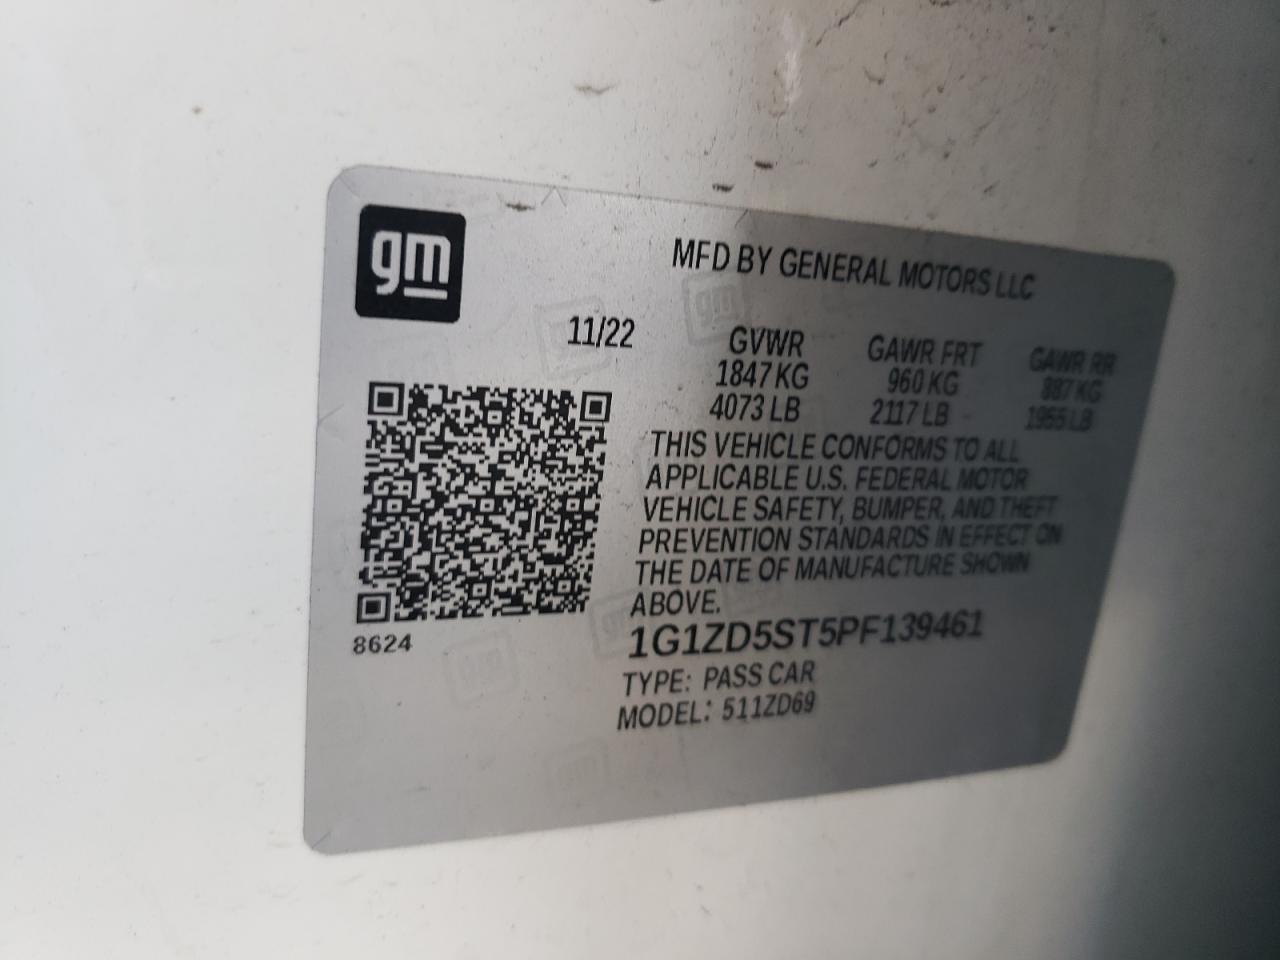 gm
MFD BY GENERAL MOTORS LLC
11/22
GVWR GAWR FRT GAWR RR
1847 KG 960 KG 887 KG
4073 LB 2117 LB 1955 LB
THIS VEHICLE CONFORMS TO ALL
APPLICABLE U.S. FEDERAL MOTOR
VEHICLE SAFETY, BUMPER, AND THEFT
PREVENTION STANDARDS IN EFFECT ON
THE DATE OF MANUFACTURE SHOWN
ABOVE.
8624
1G1ZD5ST5PF139461
TYPE: PASS CAR
MODEL: 511ZD69